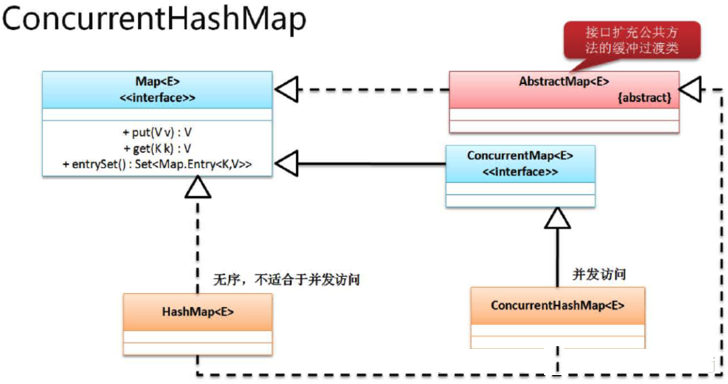 ConcurrentHashMap
接口扩充公共方
法的缓冲过渡类
Map<E>
<<interface>>
+ put(V v) : V
+ get(K k) : V
+ entrySet() : Set<Map.Entry<K,V>>
AbstractMap<E>
{abstract}
ConcurrentMap<E>
<<Interface>>
无序，不适合于并发访问
并发访问
HashMap<E>
ConcurrentHashMap<E>